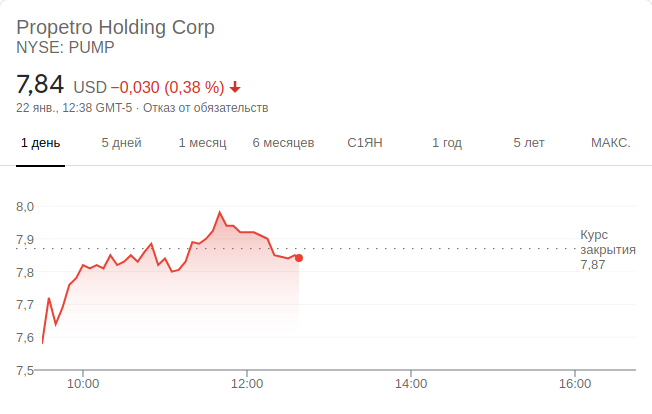 Propetro Holding Corp
NYSE: PUMP
7,84 USD −0,030 (0,38 %)
22 янв., 12:38 GMT-5 · Отказ от обязательств
1 день 5 дней 1 месяц 6 месяцев С1ЯН 1 год 5 лет МАКС.
8,0
7,9
7,8
7,7
7,6
7,5
Курс
закрытия
7,87
10:00 12:00 14:00 16:00